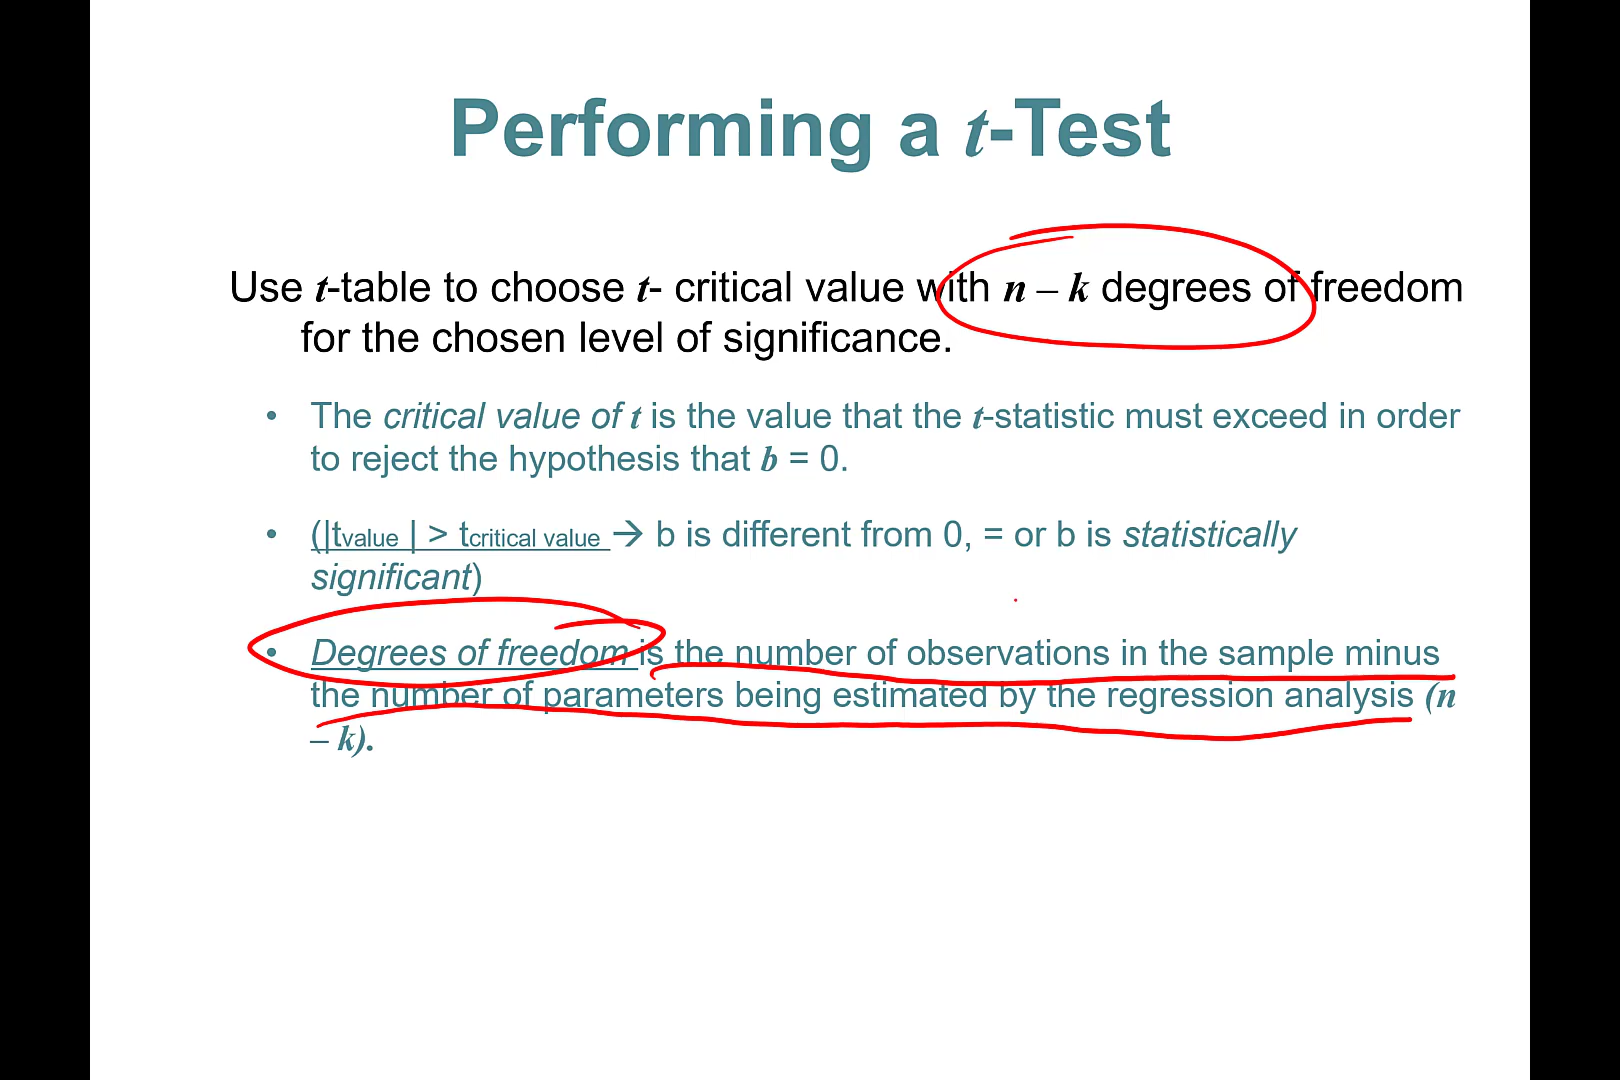 Performing a t-Test
Use t-table to choose t- critical value with n – k degrees of freedom
for the chosen level of significance.
• The critical value of t is the value that the t-statistic must exceed in order
to reject the hypothesis that b = 0.
• (|tvalue | > tcritical value → b is different from 0, = or b is statistically
significant)
• Degrees of freedom is the number of observations in the sample minus
the number of parameters being estimated by the regression analysis (n
– k).